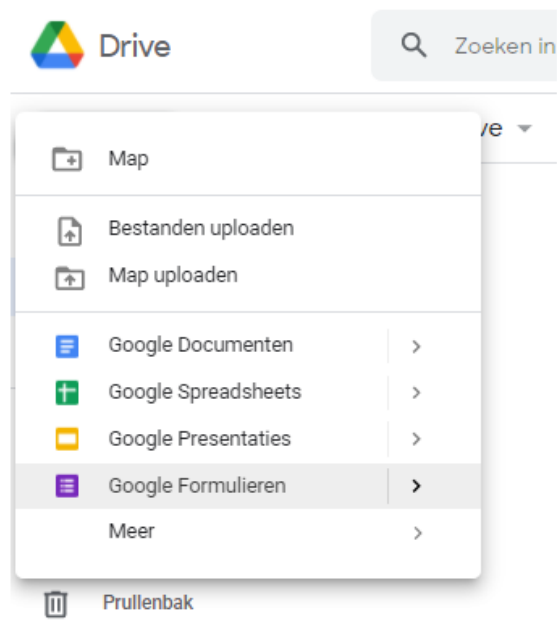 Drive
Zoeken in
ve
Map
Bestanden uploaden
Map uploaden
Google Documenten
Google Spreadsheets
Google Presentaties
Google Formulieren
Meer
Prullenbak